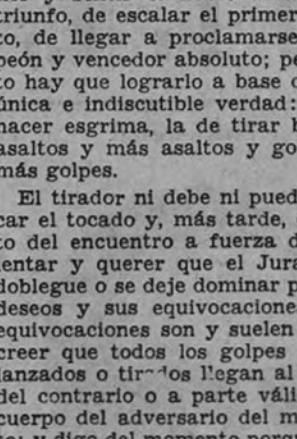 triunfo, de escalar el primer
to, de llegar a proclamarse
peón y vencedor absoluto; pe
to hay que lograrlo a base
única e indiscutible verdad:
hacer esgrima, la de tirar
asaltos y más asaltos y go
más golpes.
El tirador ni debe ni pued
car el tocado y, más tarde,
to del encuentro a fuerza d
entar y querer que el Jura
doblegue o se deje dominar p
deseos y sus equivocacione
equivocaciones son y suelen
creer que todos los golpes
lanzados o llegan al
del contrario o a parte váli
cuerpo del adversario del m